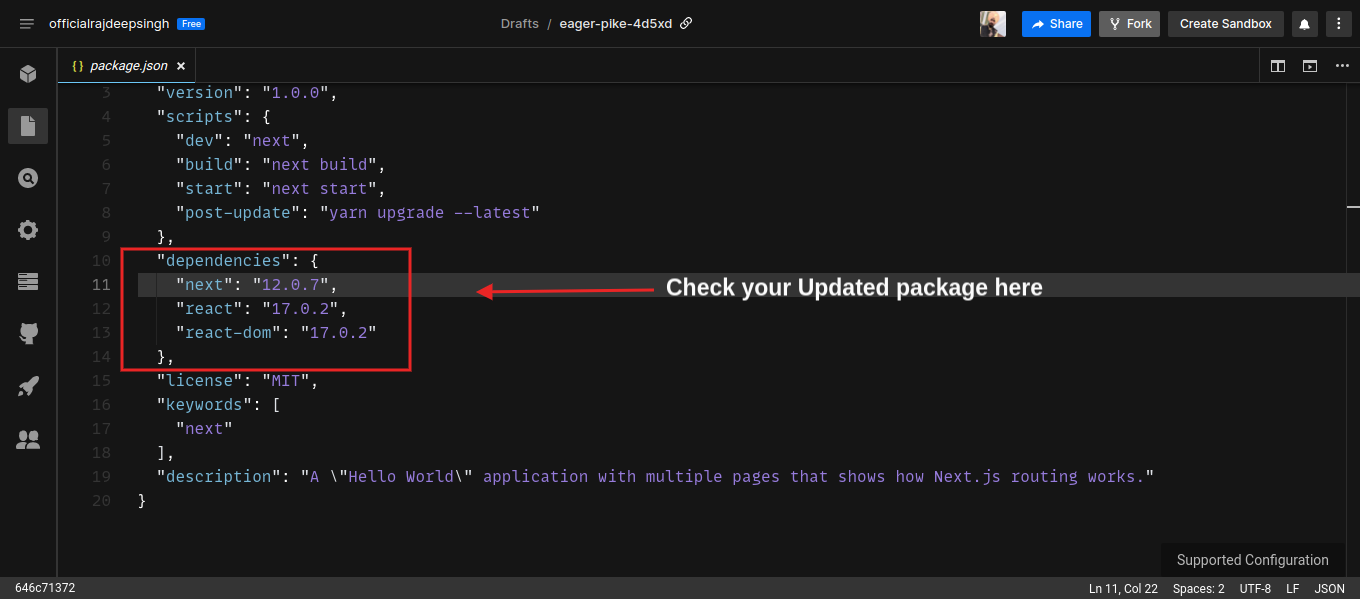 officialrajdeepsingh Free Drafts / eager-pike-4d5xd Share Fork Create Sandbox
{} package.json ×
3 "version": "1.0.0",
4 "scripts": {
5 "dev": "next",
6 "build": "next build",
7 "start": "next start",
8 "post-update": "yarn upgrade --latest"
9 },
10 "dependencies": {
11 "next": "12.0.7", Check your Updated package here
12 "react": "17.0.2",
13 "react-dom": "17.0.2"
14 },
15 "license": "MIT",
16 "keywords": [
17 "next"
18 ],
19 "description": "A \"Hello World\" application with multiple pages that shows how Next.js routing works."
20 }
Supported Configuration
646c71372 Ln 11, Col 22 Spaces: 2 UTF-8 LF JSON